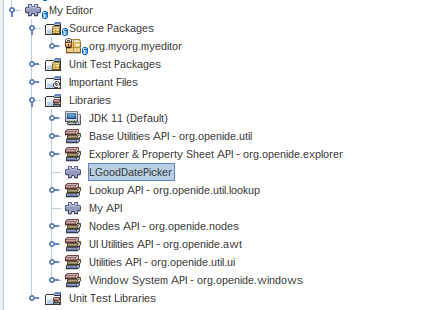 My Editor
Source Packages
org.myorg.myeditor
Unit Test Packages
Important Files
Libraries
JDK 11 (Default)
Base Utilities API - org.openide.util
Explorer & Property Sheet API - org.openide.explorer
LGoodDatePicker
Lookup API - org.openide.util.lookup
My API
Nodes API - org.openide.nodes
UI Utilities API - org.openide.awt
Utilities API - org.openide.util.ui
Window System API - org.openide.windows
Unit Test Libraries